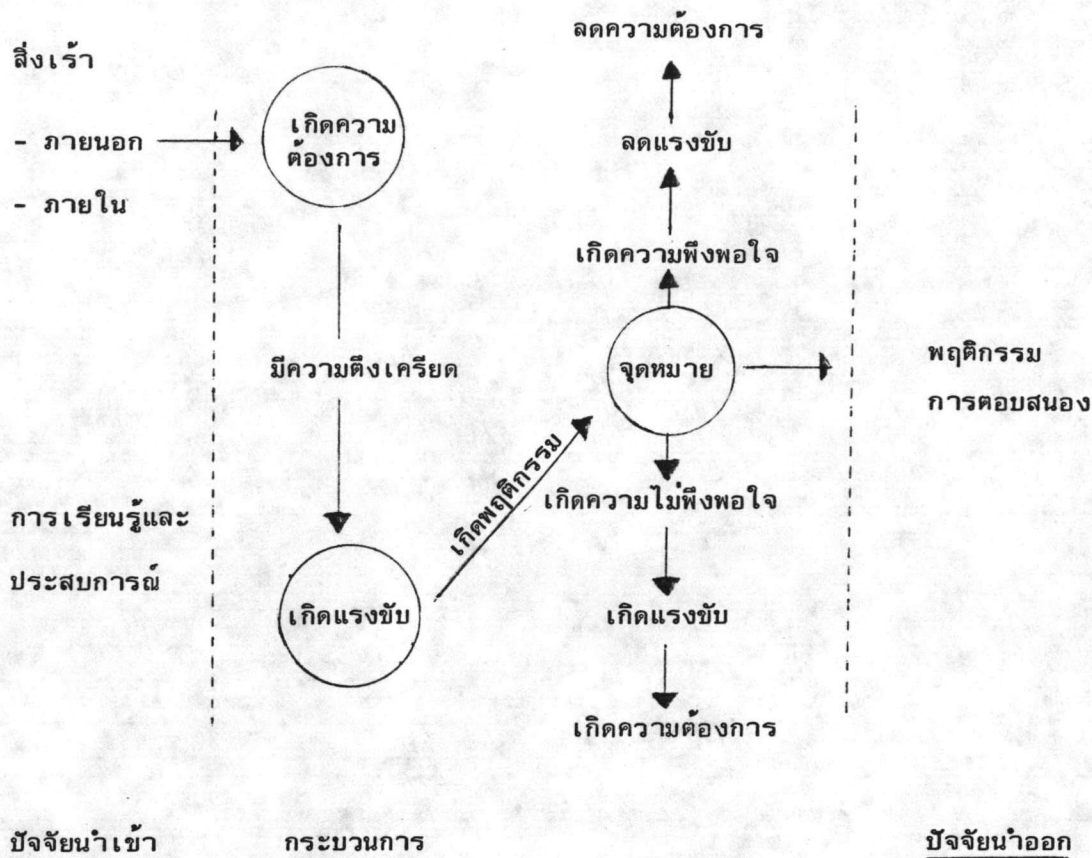 สิ่งเร้า
- ภายนอก
- ภายใน
การเรียนรู้และ
ประสบการณ์
เกิดความ
ต้องการ
มีความตึงเครียด
เกิดแรงขับ
เกิดพฤติกรรม
ลดความต้องการ
ลดแรงขับ
เกิดความพึงพอใจ
จุดหมาย
เกิดความไม่พึงพอใจ
เกิดแรงขับ
เกิดความต้องการ
พฤติกรรม
การตอบสนอง
ปัจจัยนำเข้า
กระบวนการ
ปัจจัยนำออก